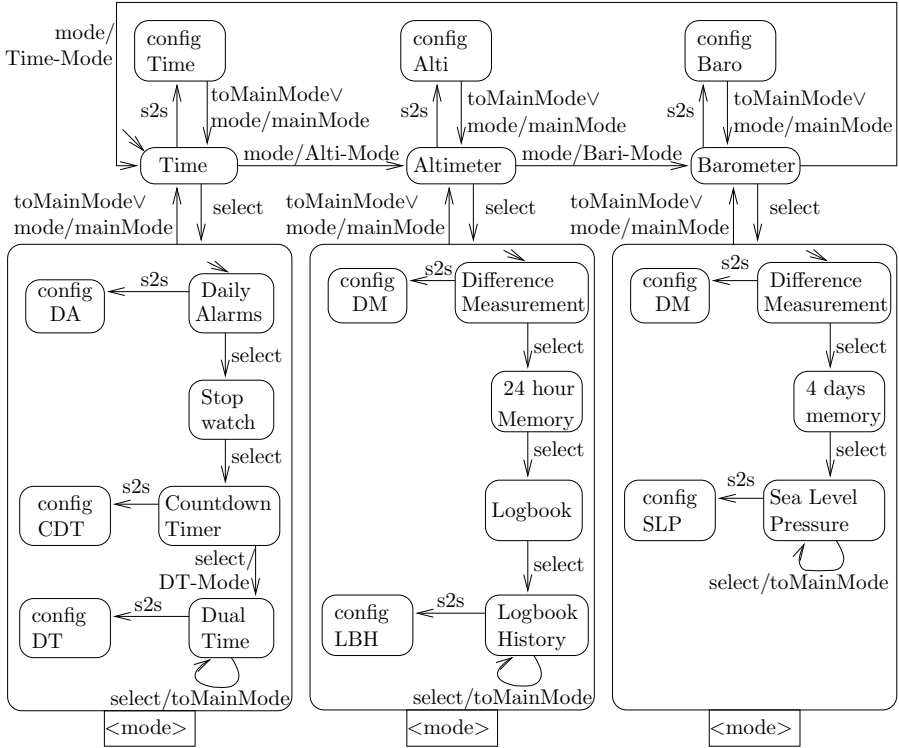 mode/
Time-Mode
config
Time
config
Alti
config
Baro
s2s
toMainMode∨
mode/mainMode
s2s
toMainMode∨
mode/mainMode
s2s
toMainMode∨
mode/mainMode
Time
mode/Alti-Mode
Altimeter
mode/Bari-Mode
Barometer
toMainMode∨
mode/mainMode
select
toMainMode∨
mode/mainMode
select
toMainMode∨
mode/mainMode
select
config
DA
s2s
Daily
Alarms
select
Stop
watch
select
config
CDT
s2s
Countdown
Timer
select/
DT-Mode
config
DT
s2s
Dual
Time
select/toMainMode
<mode>
config
DM
s2s
Difference
Measurement
select
24 hour
Memory
select
Logbook
select
config
LBH
s2s
Logbook
History
select/toMainMode
<mode>
config
DM
s2s
Difference
Measurement
select
4 days
memory
select
config
SLP
s2s
Sea Level
Pressure
select/toMainMode
<mode>